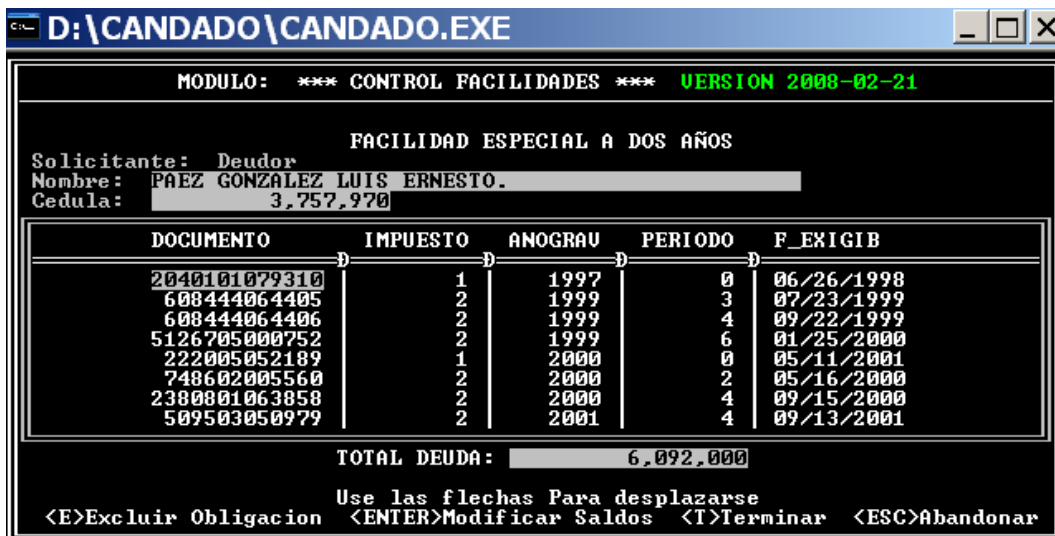 D:\CANDADO\CANDADO.EXE
MODULO: *** CONTROL FACILIDADES *** VERSION 2008-02-21
FACILIDAD ESPECIAL A DOS AÑOS
Solicitante: Deudor
Nombre: PAEZ GONZALEZ LUIS ERNESTO.
Cedula: 3,757,970
DOCUMENTO IMPUESTO ANOGRAV PERIODO F_EXIGIB
2040101079310 1 1997 0 06/26/1998
608444064405 2 1999 3 07/23/1999
608444064406 2 1999 4 09/22/1999
5126705000752 2 1999 6 01/25/2000
222005052189 1 2000 0 05/11/2001
748602005560 2 2000 2 05/16/2000
23800801063858 2 2000 4 09/15/2000
509503050979 2 2001 4 09/13/2001
TOTAL DEUDA: 6,092,000
Use las flechas Para desplazarse
<E>Excluir Obligacion <ENTER>Modificar Saldos <T>Terminar <ESC>Abandonar